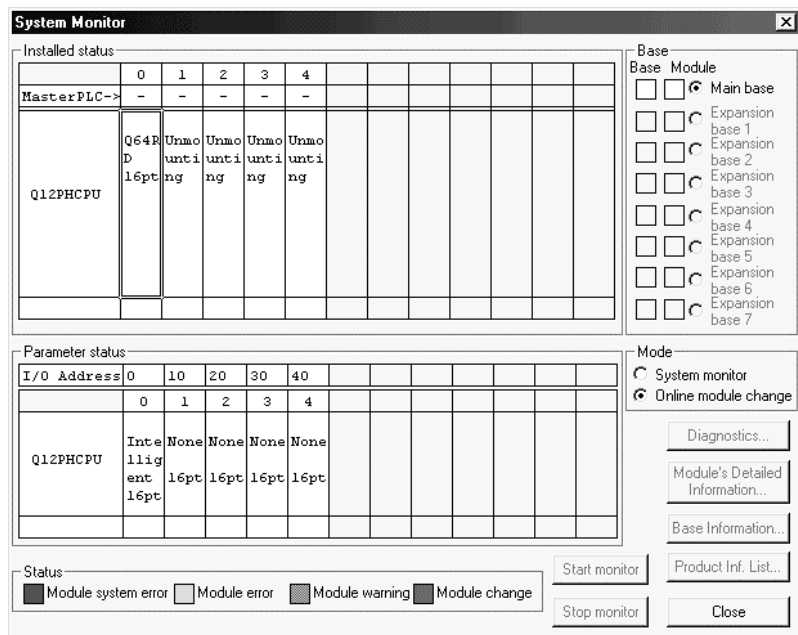 System Monitor
Installed status
0 1 2 3 4
MasterPLC-> - - - - -
Q12PHCPU
Q64R Unmo Unmo Unmo Unmo
D unti unti unti unti
16pt ng ng ng ng
Base
Base Module
Main base
Expansion
base 1
Expansion
base 2
Expansion
base 3
Expansion
base 4
Expansion
base 5
Expansion
base 6
Expansion
base 7
Parameter status
I/O Address 0 10 20 30 40
0 1 2 3 4
Q12PHCPU
Inte None None None None
llig
ent 16pt 16pt 16pt 16pt
16pt
Mode
System monitor
Online module change
Diagnostics...
Module's Detailed
Information...
Base Information...
Product Inf. List...
Close
Status
Module system error Module error Module warning Module change
Start monitor
Stop monitor